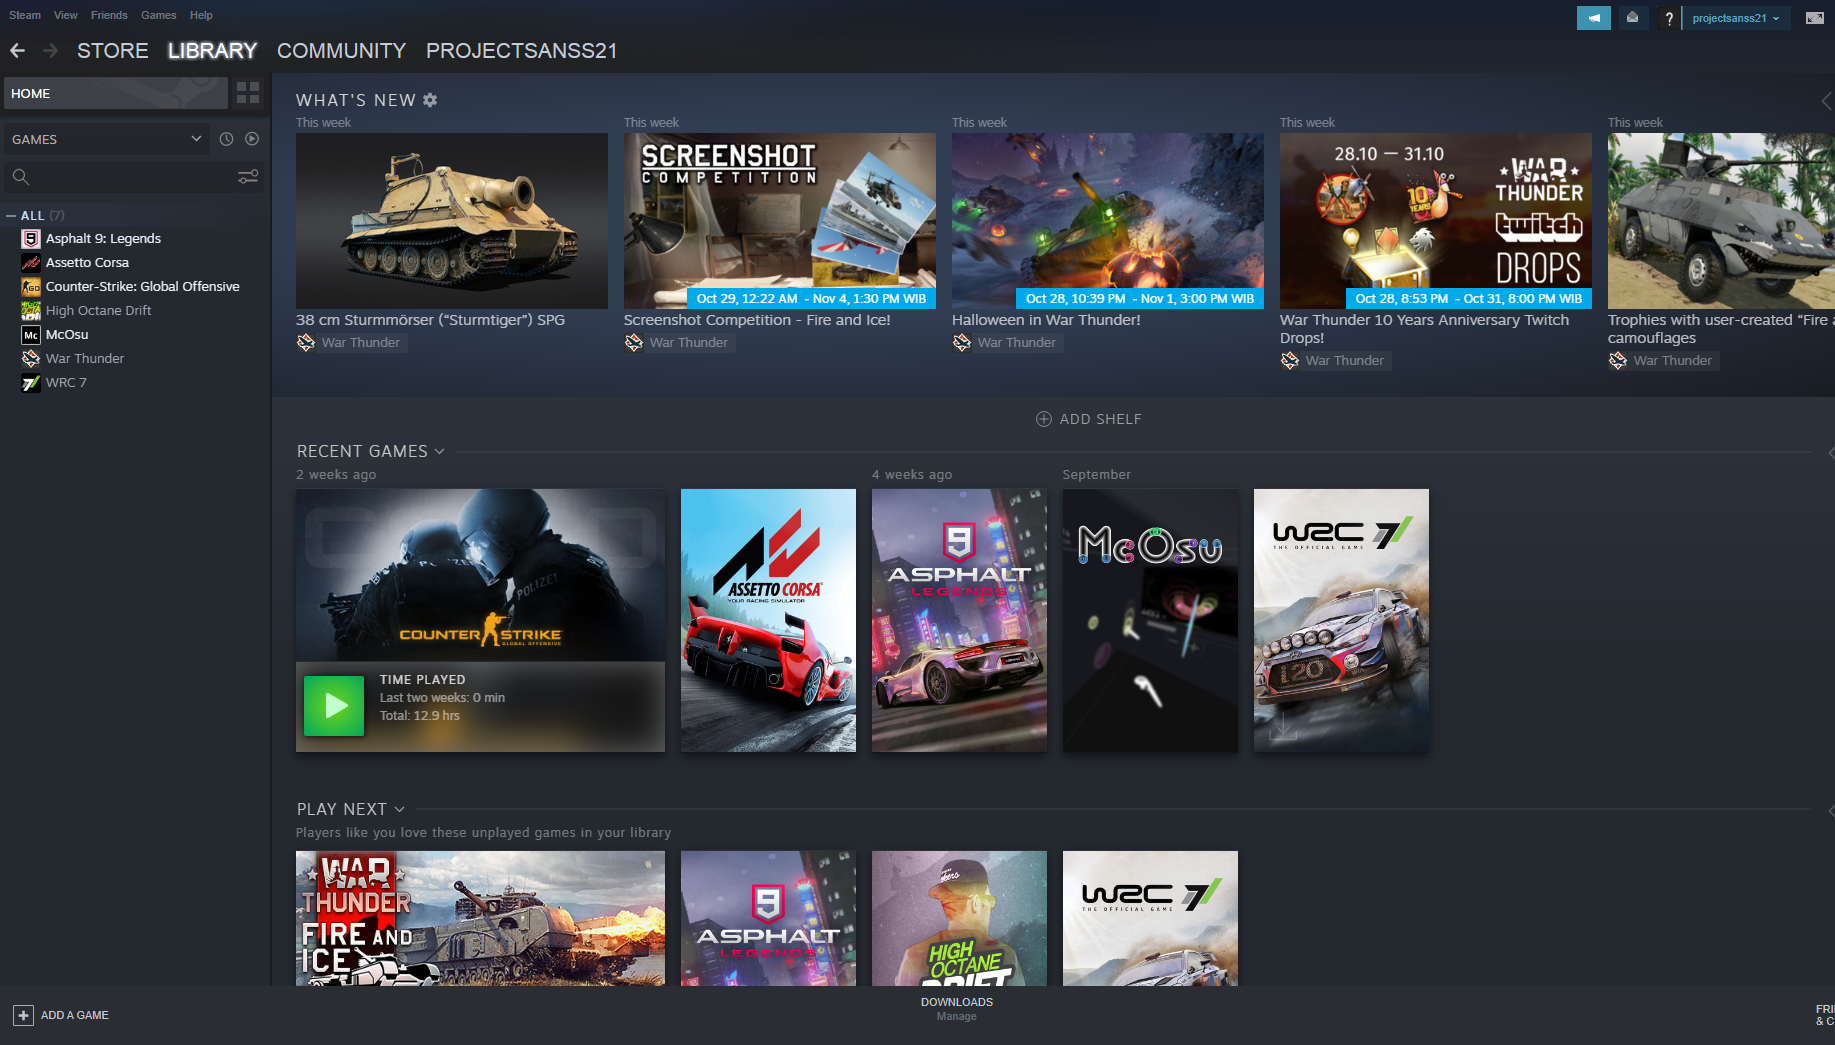 Steam View Friends Games Help
projectsanss21
STORE LIBRARY COMMUNITY PROJECTSANSS21
HOME
GAMES
ALL (7)
Asphalt 9: Legends
Assetto Corsa
Counter-Strike: Global Offensive
High Octane Drift
McOsu
War Thunder
WRC 7
WHAT'S NEW
This week
38 cm Sturmmörser (“Sturmtiger”) SPG
War Thunder
This week
SCREENSHOT
COMPETITION
Oct 29, 12:22 AM - Nov 4, 1:30 PM WIB
Screenshot Competition - Fire and Ice!
War Thunder
This week
Oct 28, 10:39 PM - Nov 1, 3:00 PM WIB
Halloween in War Thunder!
War Thunder
This week
28.10 — 31.10
10
YEARS
WAR
THUNDER
twitch
DROPS
Oct 28, 8:53 PM - Oct 31, 8:00 PM WIB
War Thunder 10 Years Anniversary Twitch
Drops!
War Thunder
This week
Trophies with user-created “Fire a
camouflages
War Thunder
ADD SHELF
RECENT GAMES
2 weeks ago
POLIZEI
COUNTER STRIKE
GLOBAL OFFENSIVE
TIME PLAYED
Last two weeks: 0 min
Total: 12.9 hrs
ASSETTO CORSA
YOUR RACING SIMULATOR
4 weeks ago
9
ASPHALT
LEGENDS
September
McOsu
WRC 7
THE OFFICIAL GAME
i20
PLAY NEXT
Players like you love these unplayed games in your library
WAR
THUNDER
FIRE AND
ICE
9
ASPHALT
LEGENDS
HIGH
OCTANE
DRIFT
WRC 7
THE OFFICIAL GAME
ADD A GAME
DOWNLOADS
Manage
FRI
& C